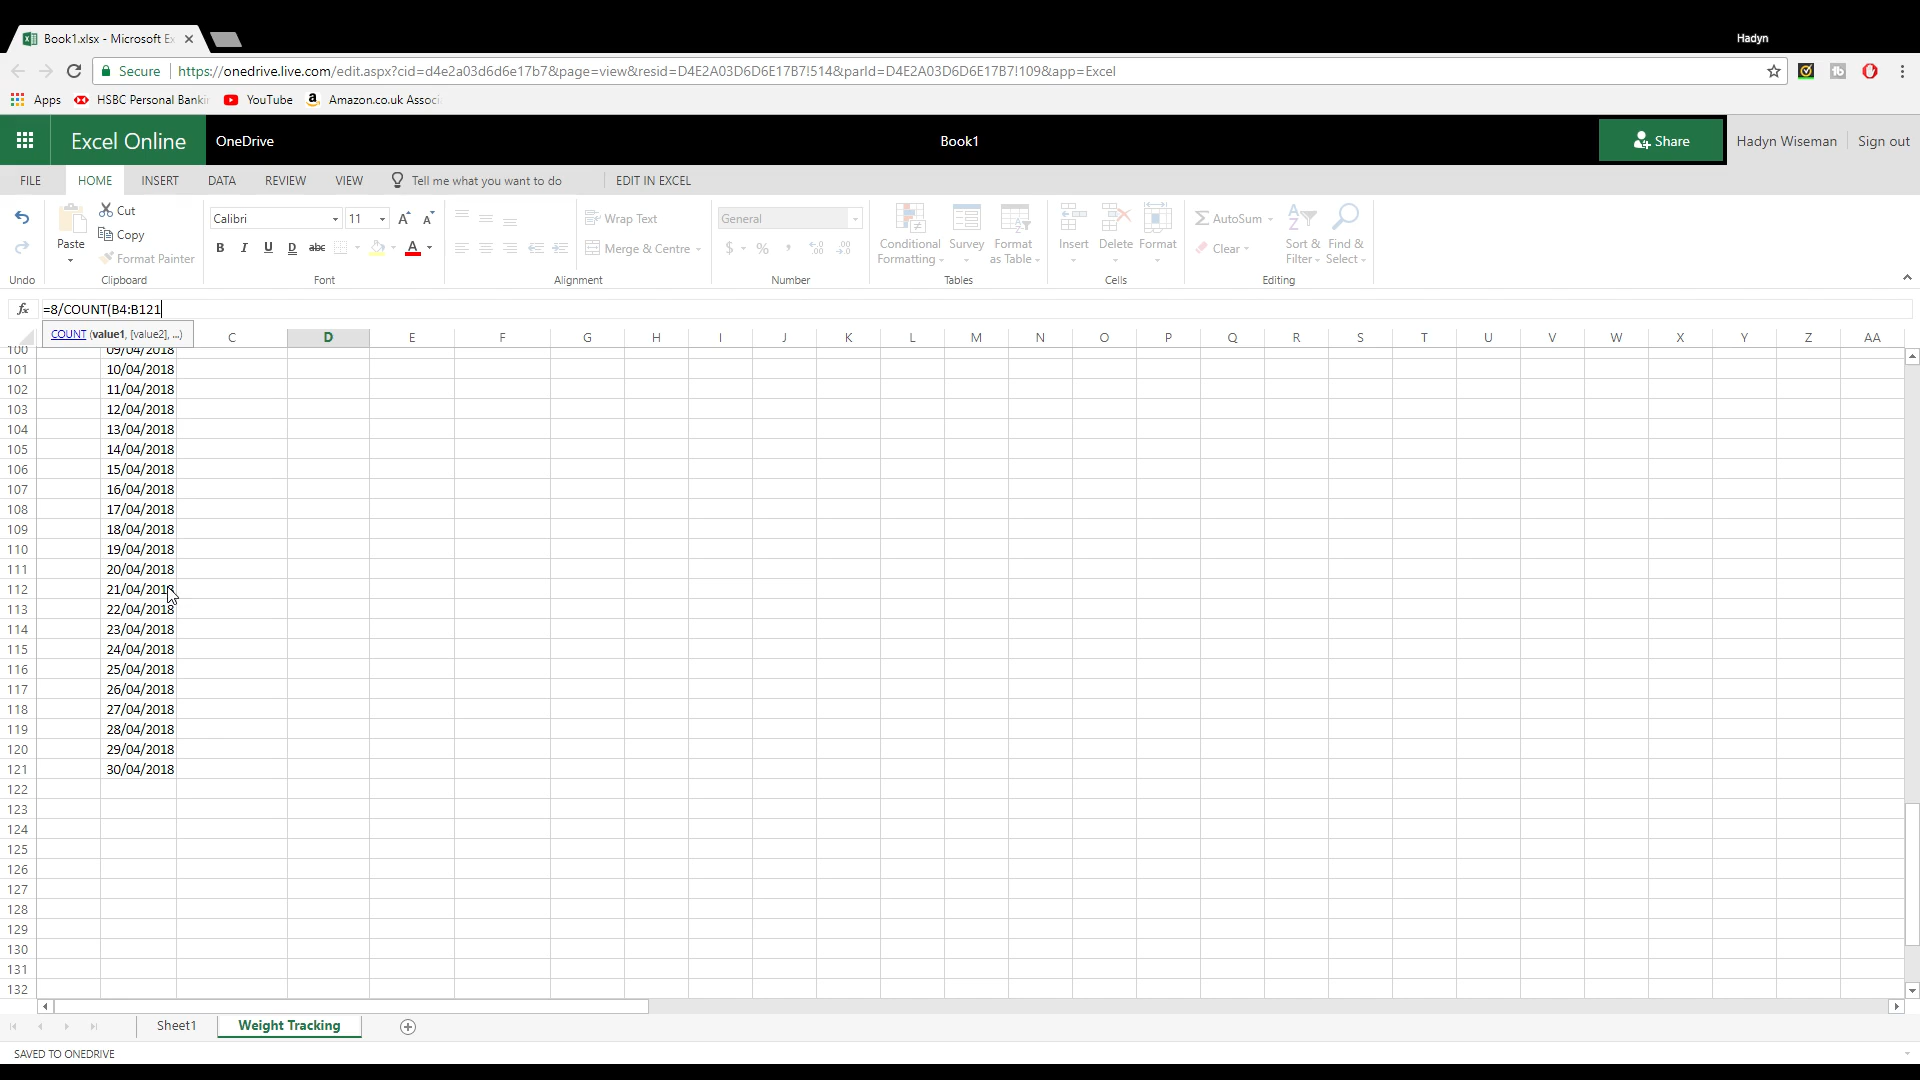 Book1.xlsx - Microsoft Ex
Hadyn
Secure https://onedrive.live.com/edit.aspx?cid=d4e2a03d6d6e17b7&page=view&resid=D4E2A03D6D6E17B7!514&parId=D4E2A03D6D6E17B7!109&app=Excel
Apps HSBC Personal Bankin YouTube Amazon.co.uk Associ
Excel Online OneDrive Book1 Share Hadyn Wiseman Sign out
FILE HOME INSERT DATA REVIEW VIEW Tell me what you want to do EDIT IN EXCEL
Cut
Copy
Format Painter
Paste
Calibri 11
B I U D abc A
Wrap Text
Merge & Centre
General
$ % , .00 .00
Conditional Formatting
Survey
Format as Table
Insert Delete Format
AutoSum
Clear
Sort & Filter
Find & Select
Undo Clipboard Font Alignment Number Tables Cells Editing
fx =8/COUNT(B4:B121
COUNT (value1, [value2], ...)
C D E F G H I J K L M N O P Q R S T U V W X Y Z AA
100 09/04/2018
101 10/04/2018
102 11/04/2018
103 12/04/2018
104 13/04/2018
105 14/04/2018
106 15/04/2018
107 16/04/2018
108 17/04/2018
109 18/04/2018
110 19/04/2018
111 20/04/2018
112 21/04/2018
113 22/04/2018
114 23/04/2018
115 24/04/2018
116 25/04/2018
117 26/04/2018
118 27/04/2018
119 28/04/2018
120 29/04/2018
121 30/04/2018
122
123
124
125
126
127
128
129
130
131
132
Sheet1 Weight Tracking
SAVED TO ONEDRIVE